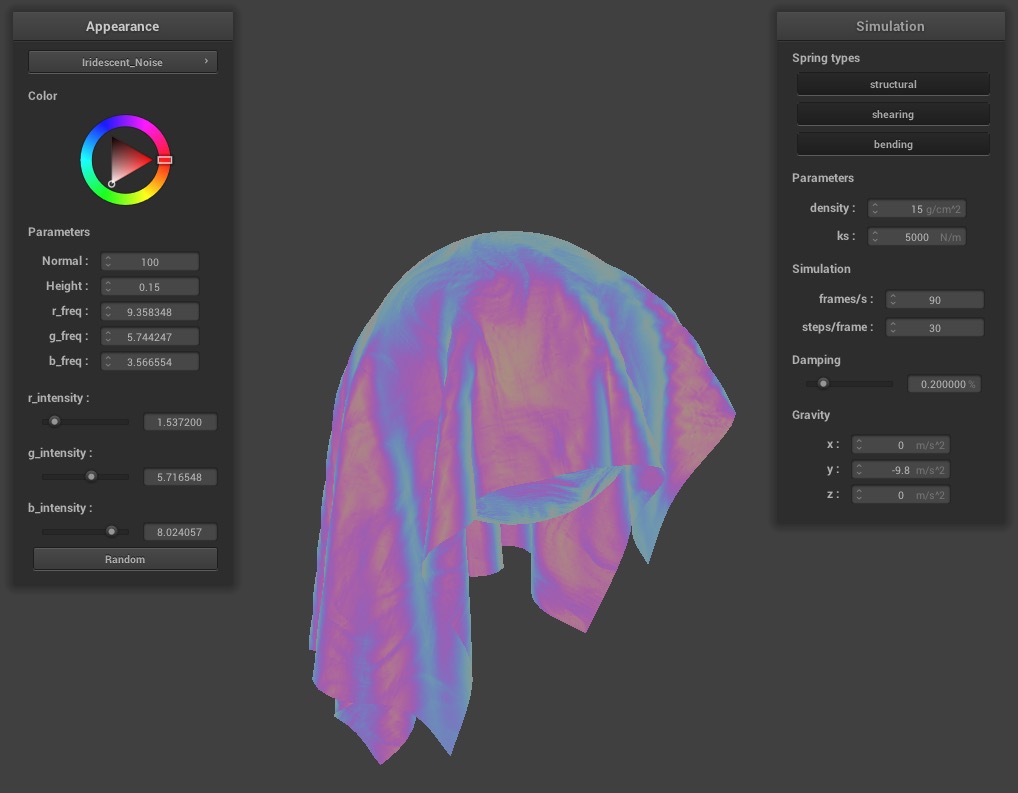 Appearance
Iridescent_Noise
Color
Parameters
Normal : 100
Height : 0.15
r_freq : 9.358348
g_freq : 5.744247
b_freq : 3.566554
r_intensity :
1.537200
g_intensity :
5.716548
b_intensity :
8.024057
Random
Simulation
Spring types
structural
shearing
bending
Parameters
density : 15 g/cm^2
ks : 5000 N/m
Simulation
frames/s : 90
steps/frame : 30
Damping
0.200000 %
Gravity
x : 0 m/s^2
y : -9.8 m/s^2
z : 0 m/s^2